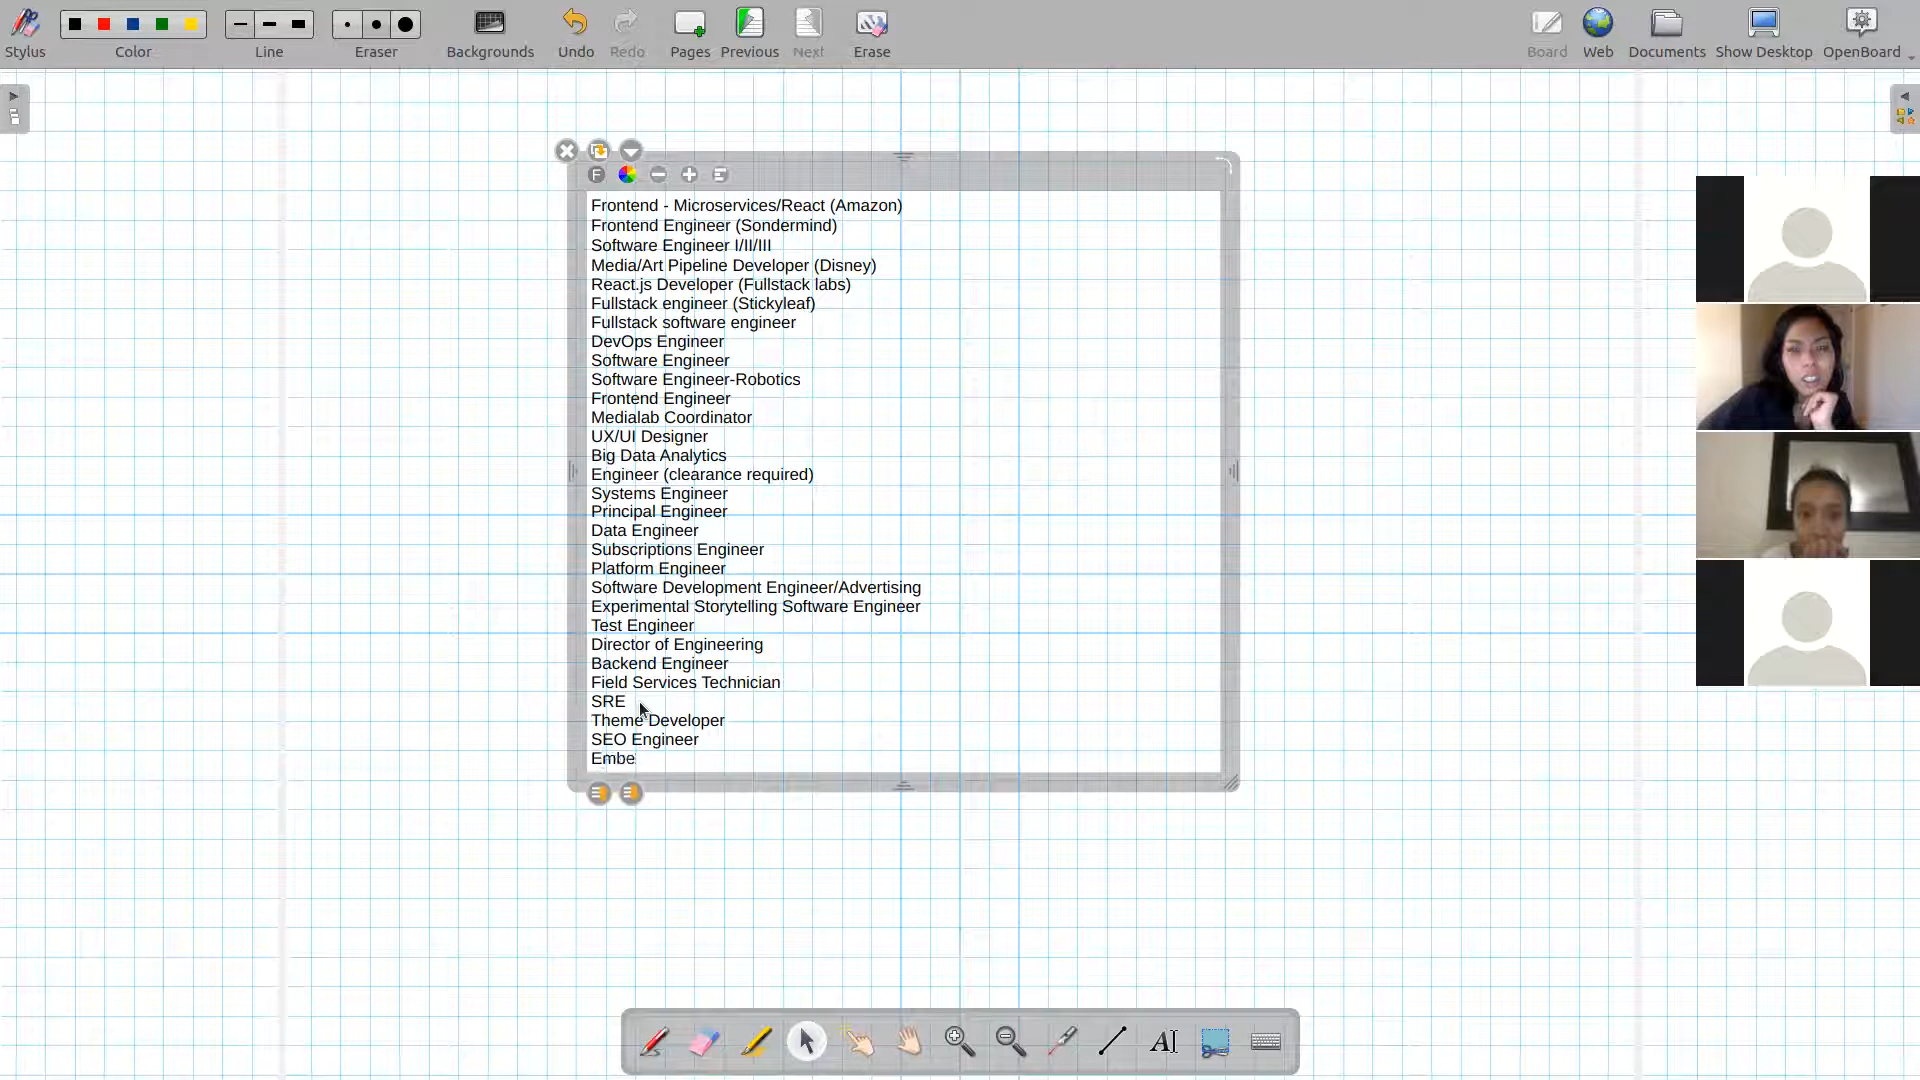 Stylus
Color
Line
Eraser
Backgrounds
Undo
Redo
Pages
Previous
Next
Erase
Board
Web
Documents
Show Desktop
OpenBoard
F
Frontend - Microservices/React (Amazon)
Frontend Engineer (Sondermind)
Software Engineer I/II/III
Media/Art Pipeline Developer (Disney)
React.js Developer (Fullstack labs)
Fullstack engineer (Stickyleaf)
Fullstack software engineer
DevOps Engineer
Software Engineer
Software Engineer-Robotics
Frontend Engineer
Medialab Coordinator
UX/UI Designer
Big Data Analytics
Engineer (clearance required)
Systems Engineer
Principal Engineer
Data Engineer
Subscriptions Engineer
Platform Engineer
Software Development Engineer/Advertising
Experimental Storytelling Software Engineer
Test Engineer
Director of Engineering
Backend Engineer
Field Services Technician
SRE
Theme Developer
SEO Engineer
Embe
AI